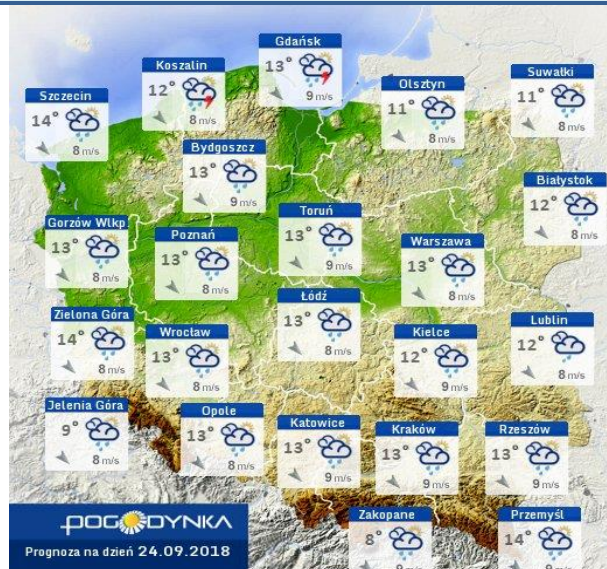 Gdańsk
13°
9 m/s
Koszalin
12°
8 m/s
Suwałki
11°
8 m/s
Olsztyn
11°
8 m/s
Szczecin
14°
8 m/s
Bydgoszcz
13°
9 m/s
Białystok
12°
8 m/s
Toruń
13°
9 m/s
Gorzów Wlkp
13°
8 m/s
Poznań
13°
8 m/s
Warszawa
13°
8 m/s
Łódź
13°
8 m/s
Zielona Góra
14°
8 m/s
Wrocław
13°
8 m/s
Kielce
12°
9 m/s
Lublin
12°
8 m/s
Jelenia Góra
9°
8 m/s
Opole
13°
8 m/s
Katowice
13°
9 m/s
Kraków
13°
9 m/s
Rzeszów
13°
9 m/s
Zakopane
8°
9 m/s
Przemyśl
14°
9 m/s
POGODYNKA
Prognoza na dzień 24.09.2018